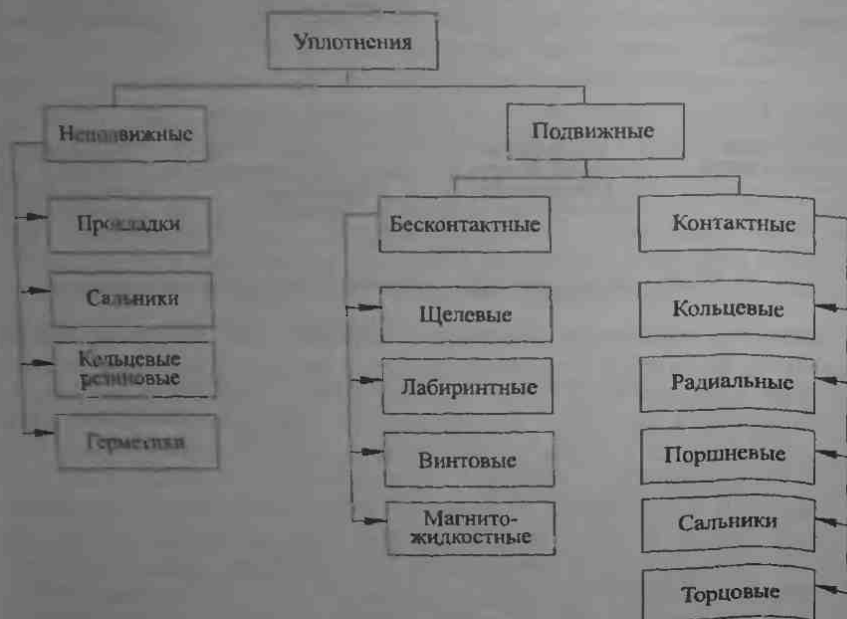 Уплотнения
Неподвижные
Подвижные
Прокладки
Сальники
Кольцевые
резиновые
Герметики
Бесконтактные
Щелевые
Лабиринтные
Винтовые
Магнито-
жидкостные
Контактные
Кольцевые
Радиальные
Поршневые
Сальники
Торцовые